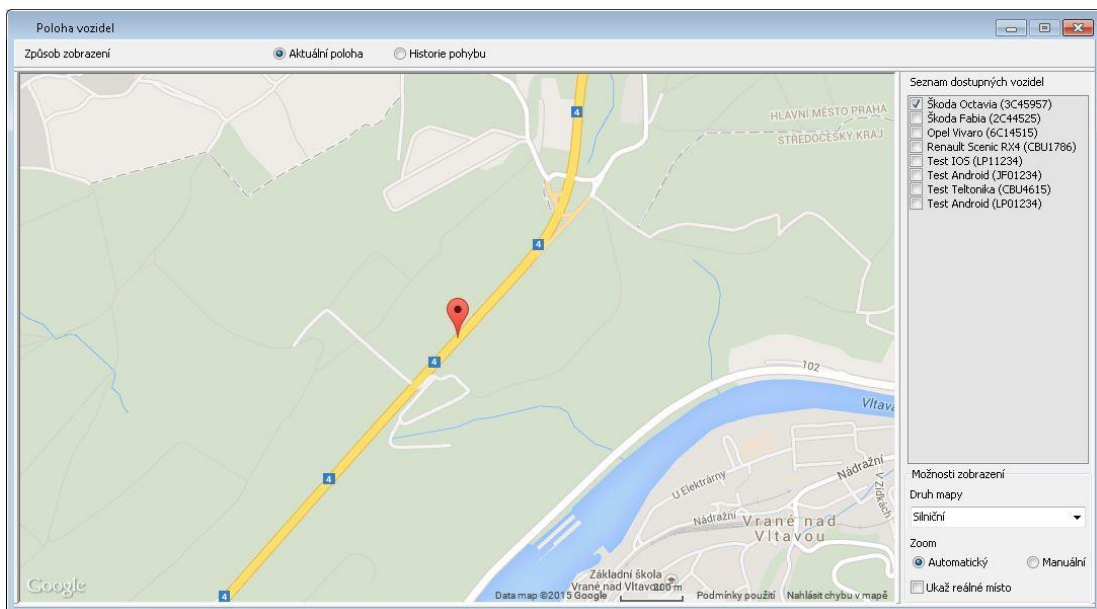 Poloha vozidel
Způsob zobrazení
Aktuální poloha
Historie pohybu
Seznam dostupných vozidel
Škoda Octavia (3C45957)
Škoda Fabia (2C44525)
Opel Vivaro (6C14515)
Renault Scenic RX4 (CBU1786)
Test IOS (LP11234)
Test Android (JF01234)
Test Teltonika (CBU4615)
Test Android (LP01234)
4
HLAVNÍ MĚSTO PRAHA
STŘEDOČESKÝ KRAJ
4
4
102
Vltava
4
U Elektrárny
Nádražní
V Zídkách
Nádražní
Vrané nad
Vltavou
Základní škola
Vrané nad Vltavou
200 m
4
Google
Data map ©2015 Google
Podmínky použití
Nahlásit chybu v mapě
Možnosti zobrazení
Druh mapy
Silniční
Zoom
Automatický
Manuální
Ukaž reálné místo